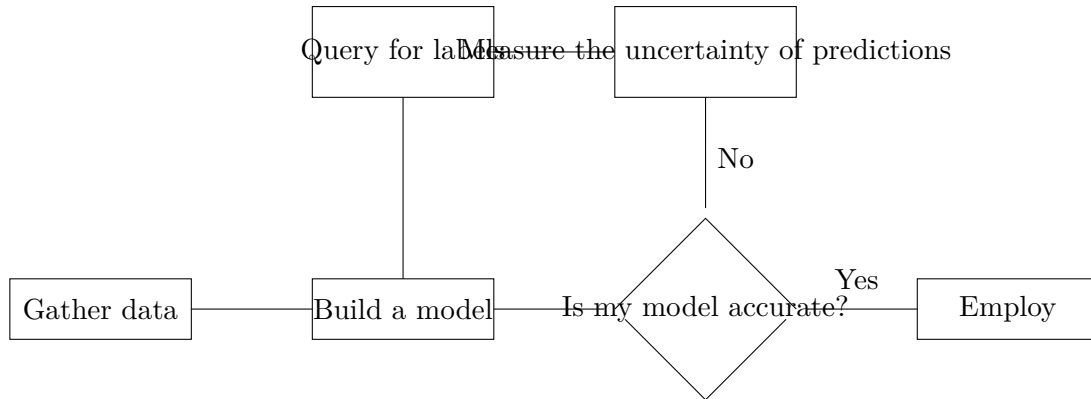 Query for labels
Measure the uncertainty of predictions
No
Yes
Gather data
Build a model
Is my model accurate?
Employ